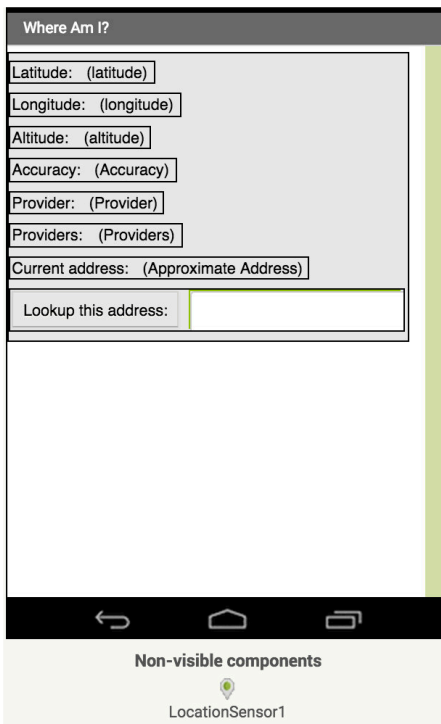 Where Am I?
Latitude: (latitude)
Longitude: (longitude)
Altitude: (altitude)
Accuracy: (Accuracy)
Provider: (Provider)
Providers: (Providers)
Current address: (Approximate Address)
Lookup this address:
Non-visible components
LocationSensor1